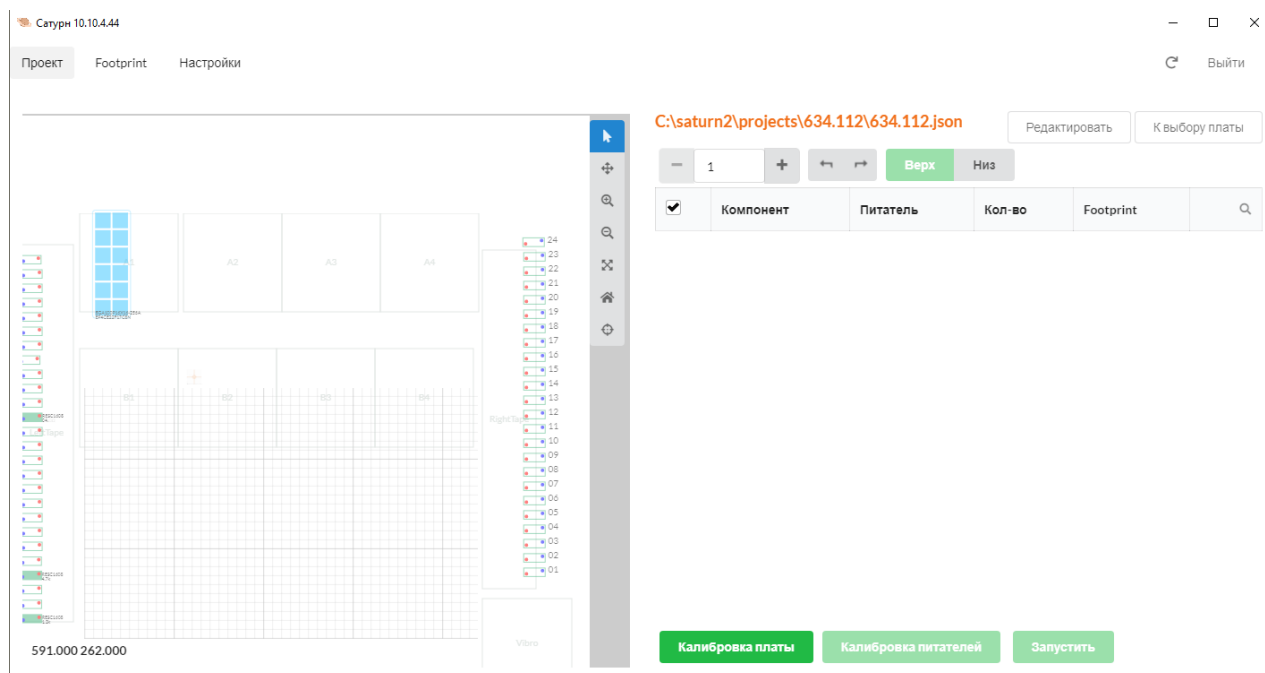 Сатурн 10.10.4.44
Проект Footprint Настройки Выйти
C:\saturn2\projects\634.112\634.112.json Редактировать К выбору платы
1 Верх Низ
Компонент Питатель Кол-во Footprint
A1 A2 A3 A4
B1 B2 B3 B4
RightTape
24
23
22
21
20
19
18
17
16
15
14
13
12
11
10
09
08
07
06
05
04
03
02
01
Vibro
591.000 262.000
Калибровка платы Калибровка питателей Запустить